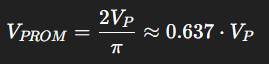 V_PROM = 2V_P / π ≈ 0.637 · V_P